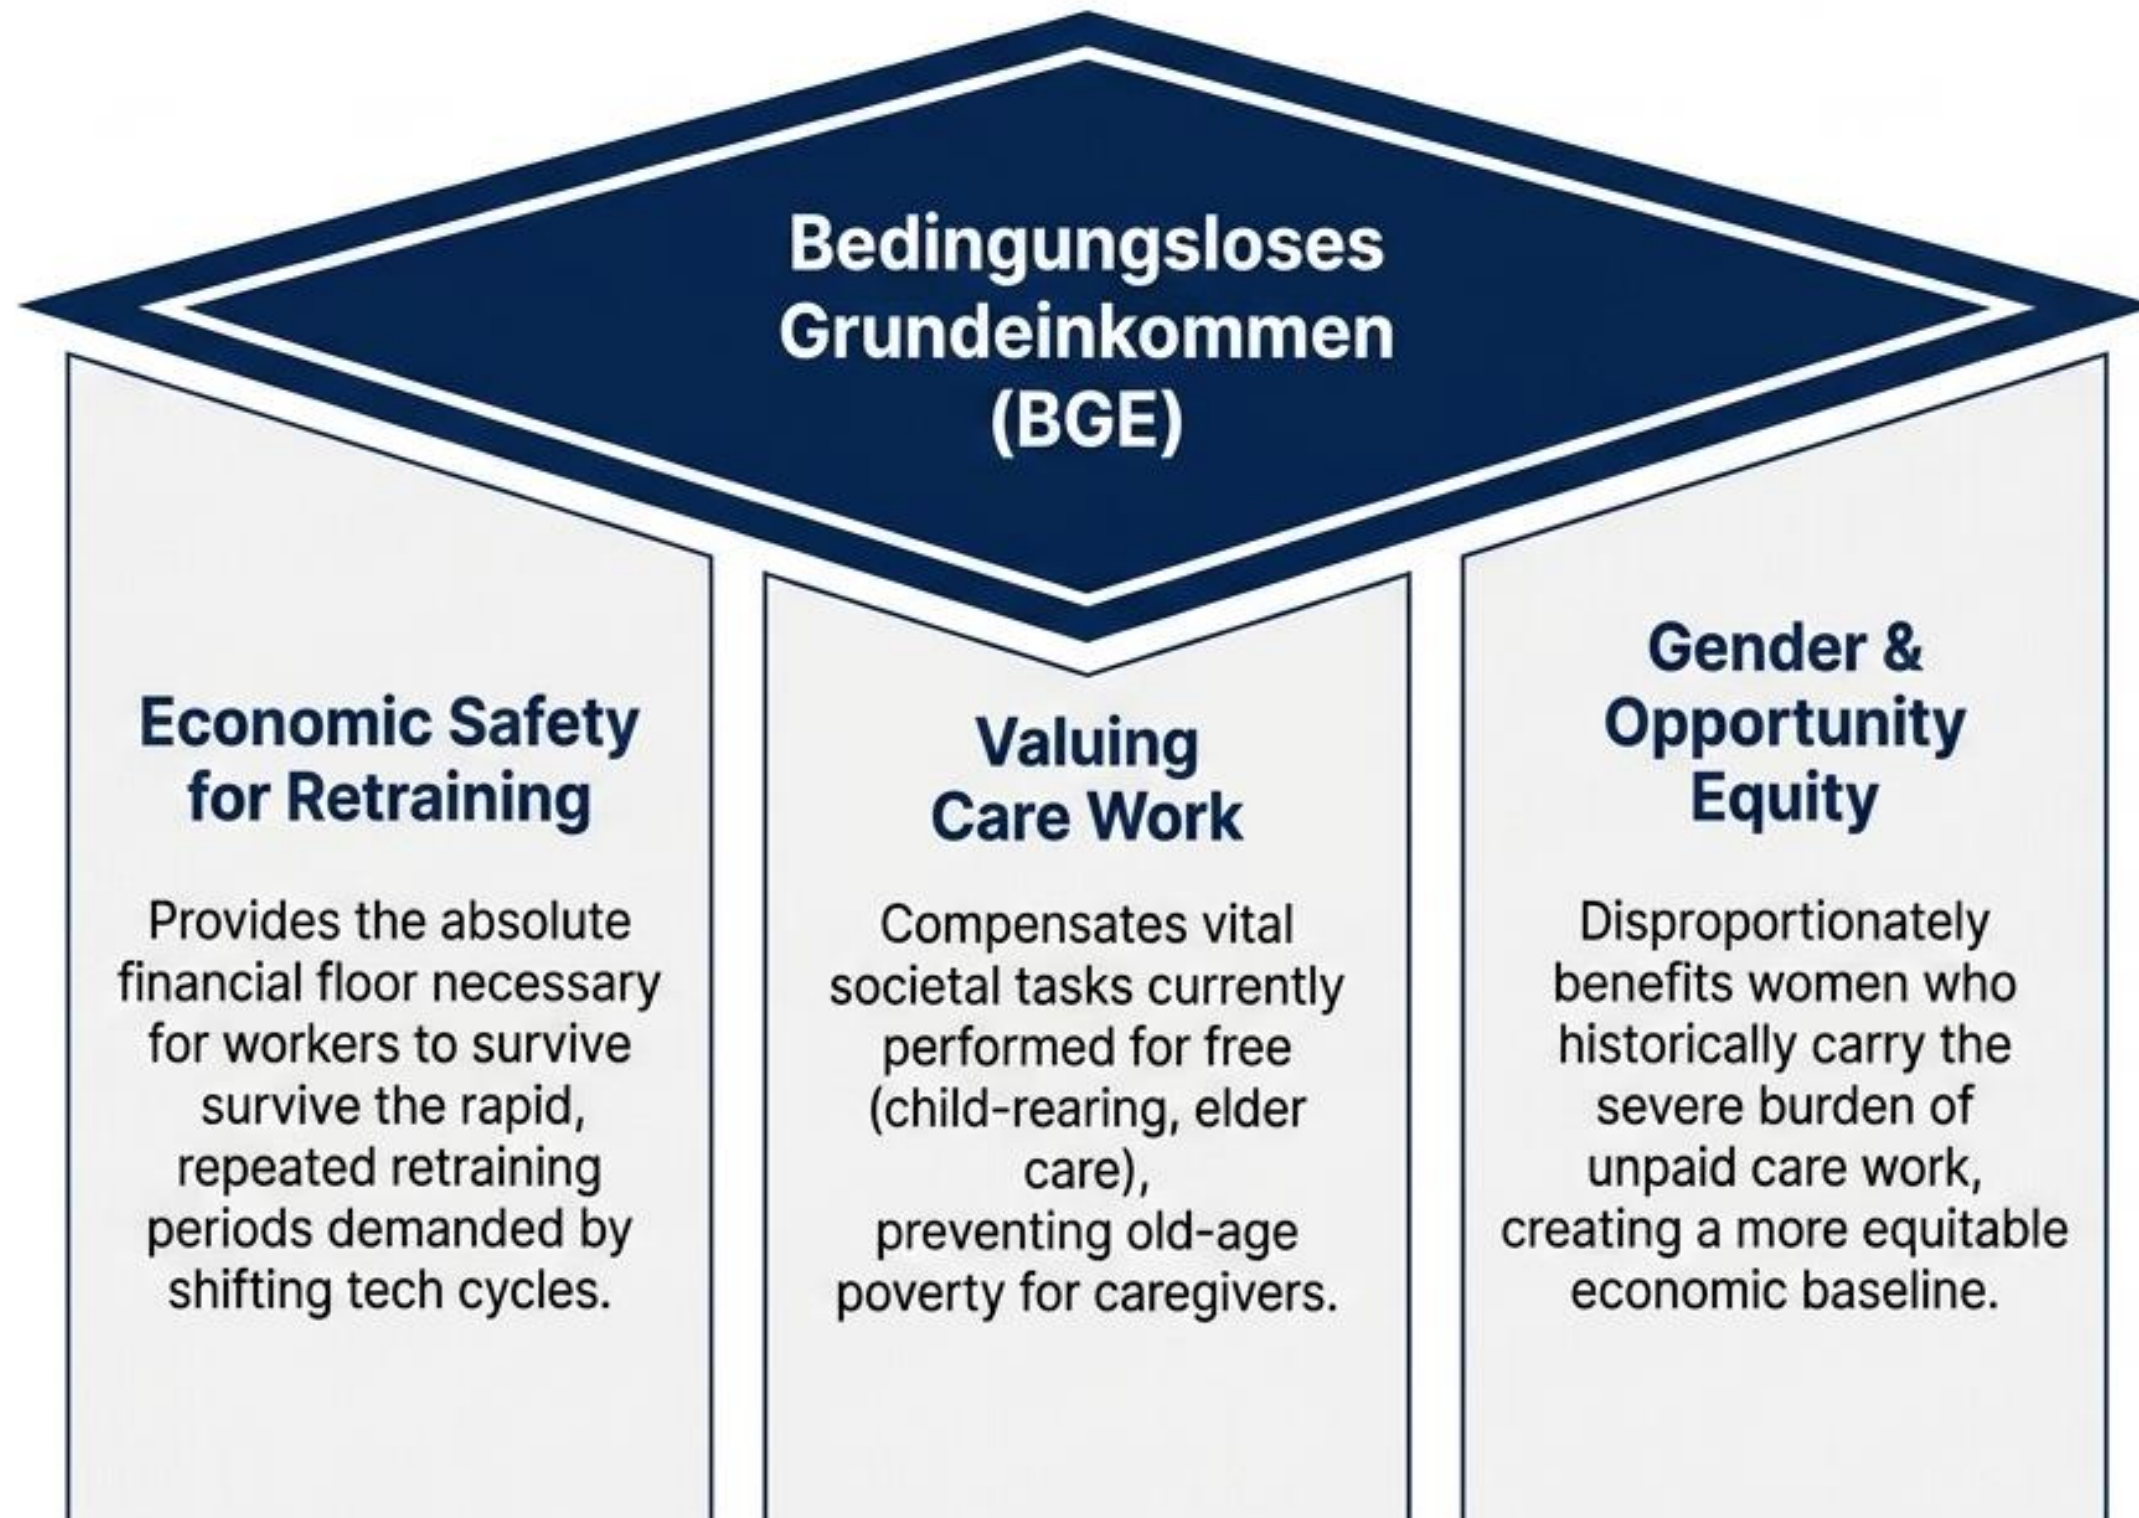 Bedingungsloses
Grundeinkommen
(BGE)
Economic Safety
for Retraining
Provides the absolute
financial floor necessary
for workers to survive
survive the rapid,
repeated retraining
periods demanded by
shifting tech cycles.
Valuing
Care Work
Compensates vital
societal tasks currently
performed for free
(child-rearing, elder
care),
preventing old-age
poverty for caregivers.
Gender &
Opportunity
Equity
Disproportionately
benefits women who
historically carry the
severe burden of
unpaid care work,
creating a more equitable
economic baseline.